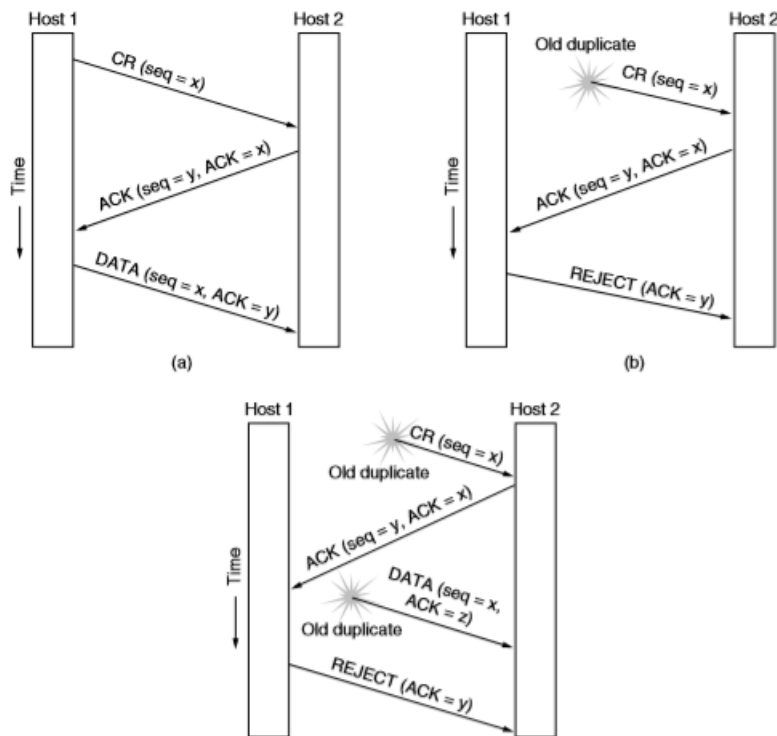 Host 1
Host 2
CR (seq = x)
ACK (seq = y, ACK = x)
DATA (seq = x, ACK = y)
Time
(a)
Host 1
Host 2
Old duplicate
CR (seq = x)
ACK (seq = y, ACK = x)
REJECT (ACK = y)
Time
(b)
Host 1
Host 2
CR (seq = x)
Old duplicate
ACK (seq = y, ACK = x)
DATA (seq = x,
ACK = z)
Old duplicate
REJECT (ACK = y)
Time